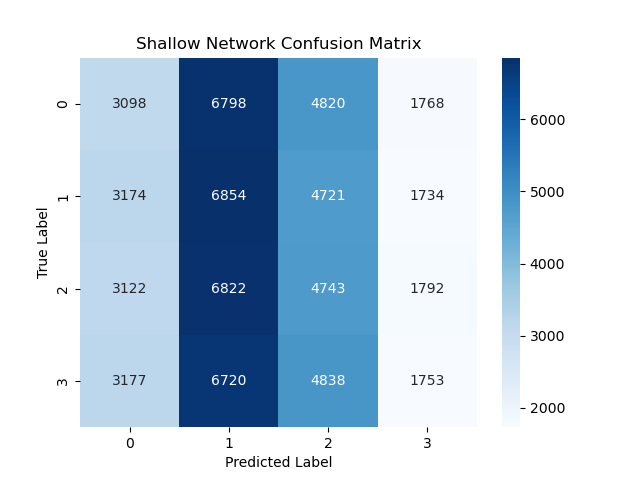 Shallow Network Confusion Matrix
True Label
0 3098 6798 4820 1768
1 3174 6854 4721 1734
2 3122 6822 4743 1792
3 3177 6720 4838 1753
0 1 2 3
Predicted Label
6000
5000
4000
3000
2000